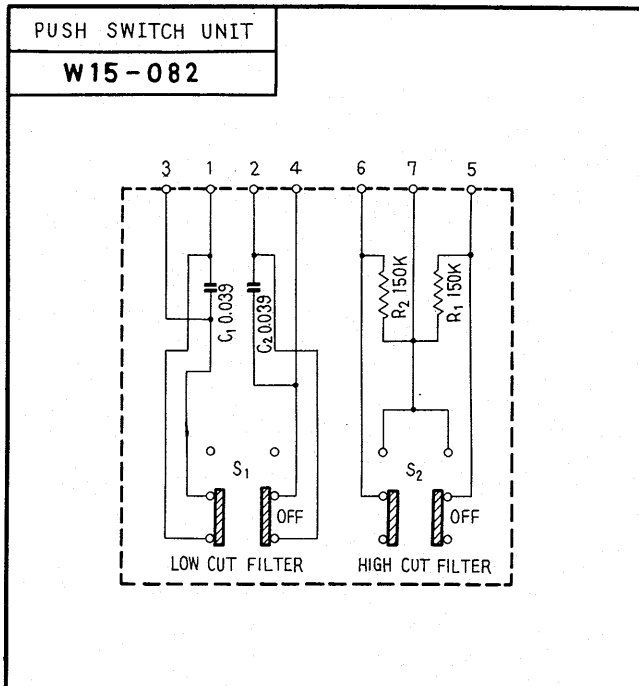 PUSH SWITCH UNIT
W15-082
3 1 2 4 6 7 5
C1 0.039
C2 0.039
R2 150K
R1 150K
S1
S2
OFF
OFF
LOW CUT FILTER
HIGH CUT FILTER